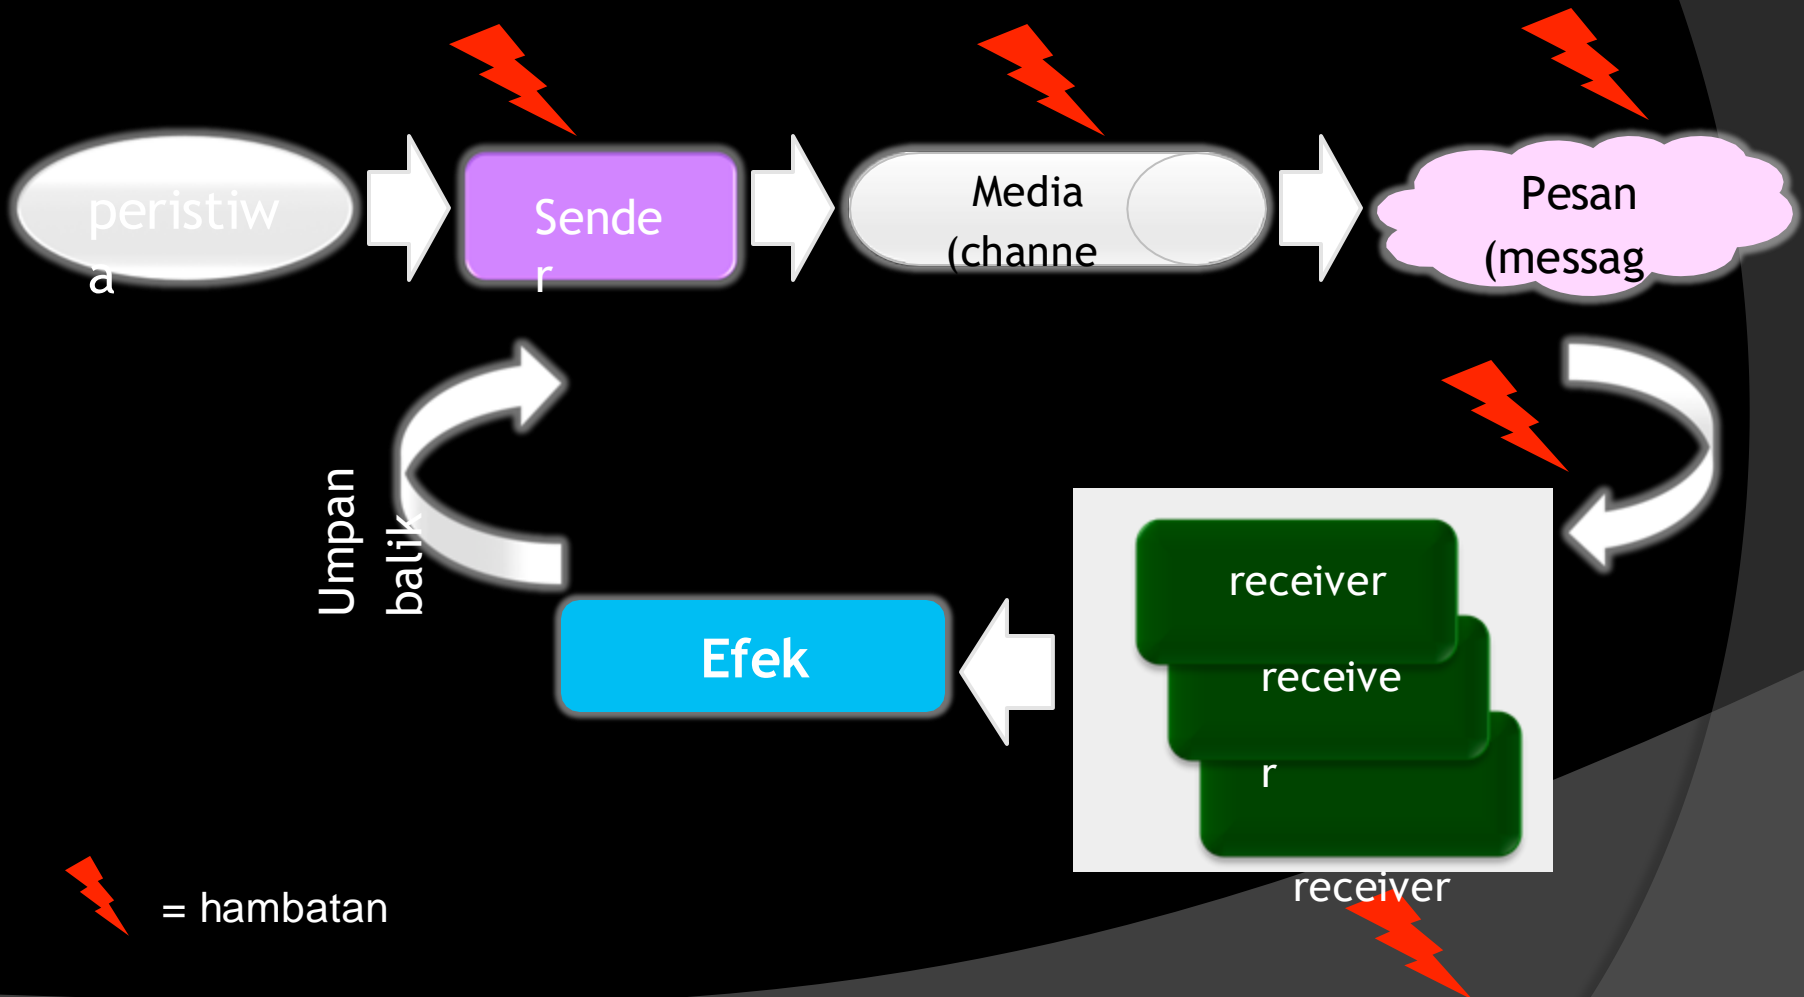 peristiw
a
Sende
r
Media
(channe
Pesan
(messag
Umpan
balik
receiver
receive
r
receiver
Efek
= hambatan